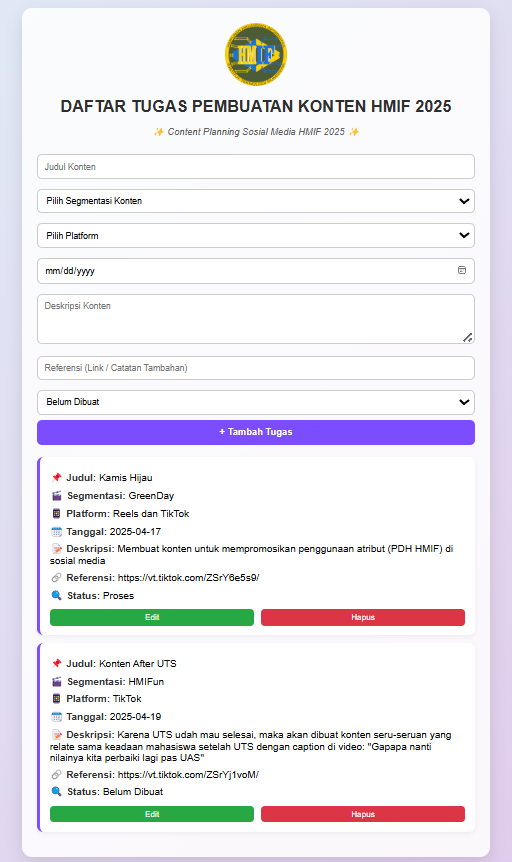 HMIF
DAFTAR TUGAS PEMBUATAN KONTEN HMIF 2025
✨ Content Planning Sosial Media HMIF 2025 ✨
Judul Konten
Pilih Segmentasi Konten
Pilih Platform
mm/dd/yyyy
Deskripsi Konten
Referensi (Link / Catatan Tambahan)
Belum Dibuat
+ Tambah Tugas
📌 Judul: Kamis Hijau
🎬 Segmentasi: GreenDay
📱 Platform: Reels dan TikTok
🗓️ Tanggal: 2025-04-17
📝 Deskripsi: Membuat konten untuk mempromosikan penggunaan atribut (PDH HMIF) di
sosial media
🔗 Referensi: https://vt.tiktok.com/ZSrY6e5s9/
🔍 Status: Proses
Edit
Hapus
📌 Judul: Konten After UTS
🎬 Segmentasi: HMIFun
📱 Platform: TikTok
🗓️ Tanggal: 2025-04-19
📝 Deskripsi: Karena UTS udah mau selesai, maka akan dibuat konten seru-seruan yang
relate sama keadaan mahasiswa setelah UTS dengan caption di video: "Gapapa nanti
nilainya kita perbaiki lagi pas UAS"
🔗 Referensi: https://vt.tiktok.com/ZSrYj1voM/
🔍 Status: Belum Dibuat
Edit
Hapus